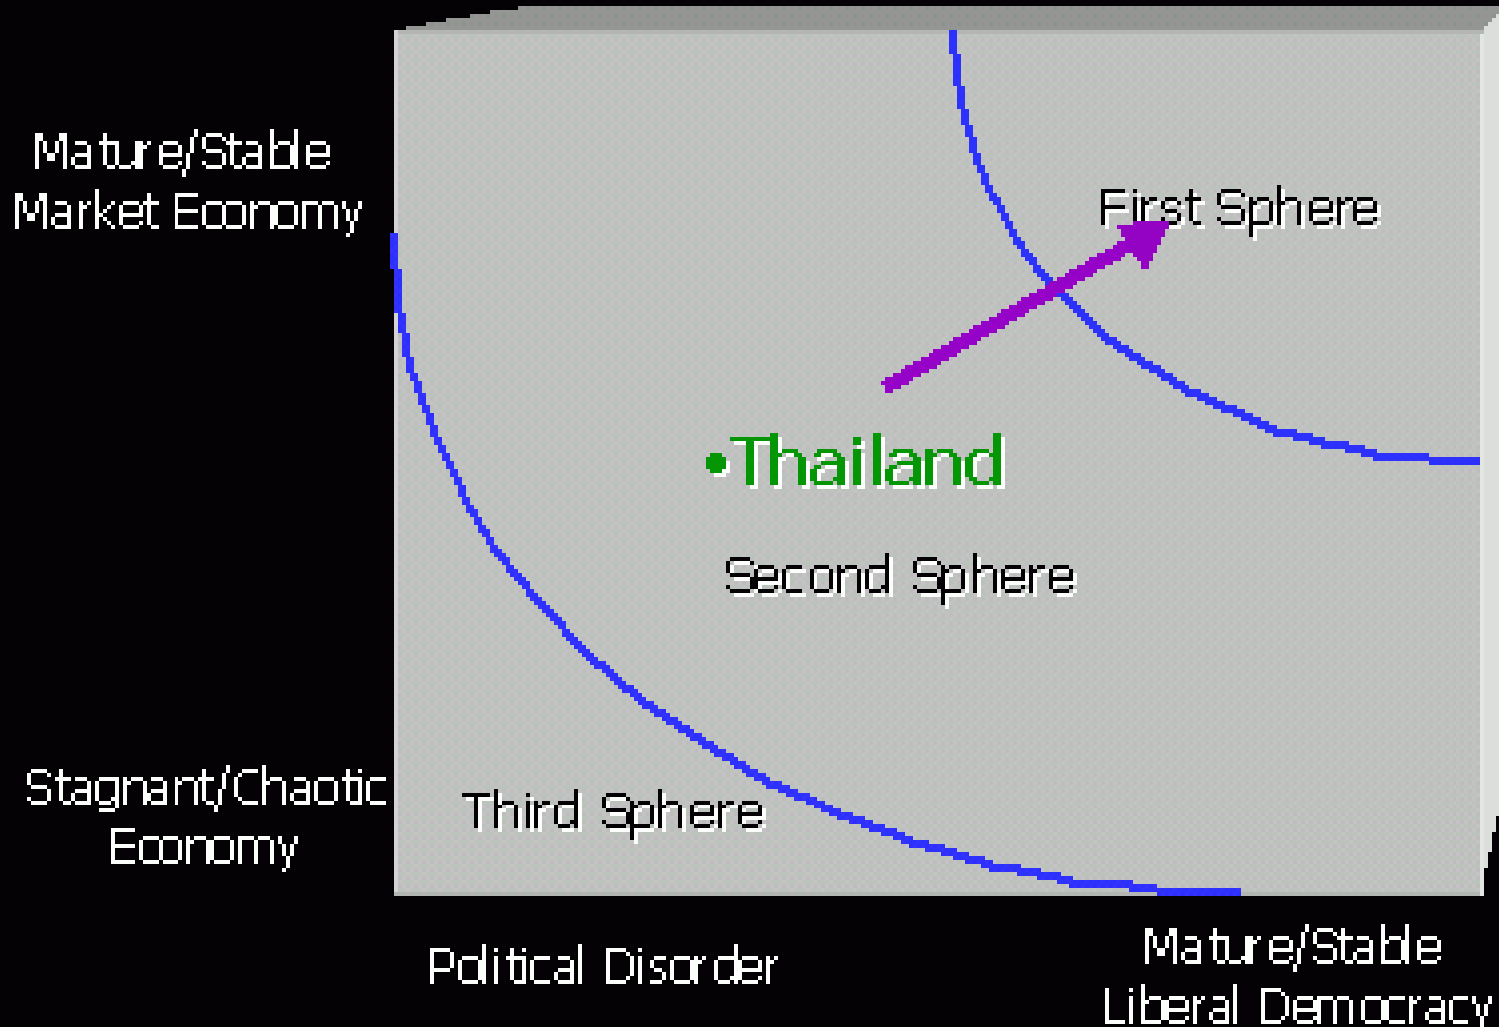 Mature/Stable
Market Economy
First Sphere
•Thailand
Second Sphere
Stagnant/Chaotic
Economy
Third Sphere
Political Disorder
Mature/Stable
Liberal Democracy